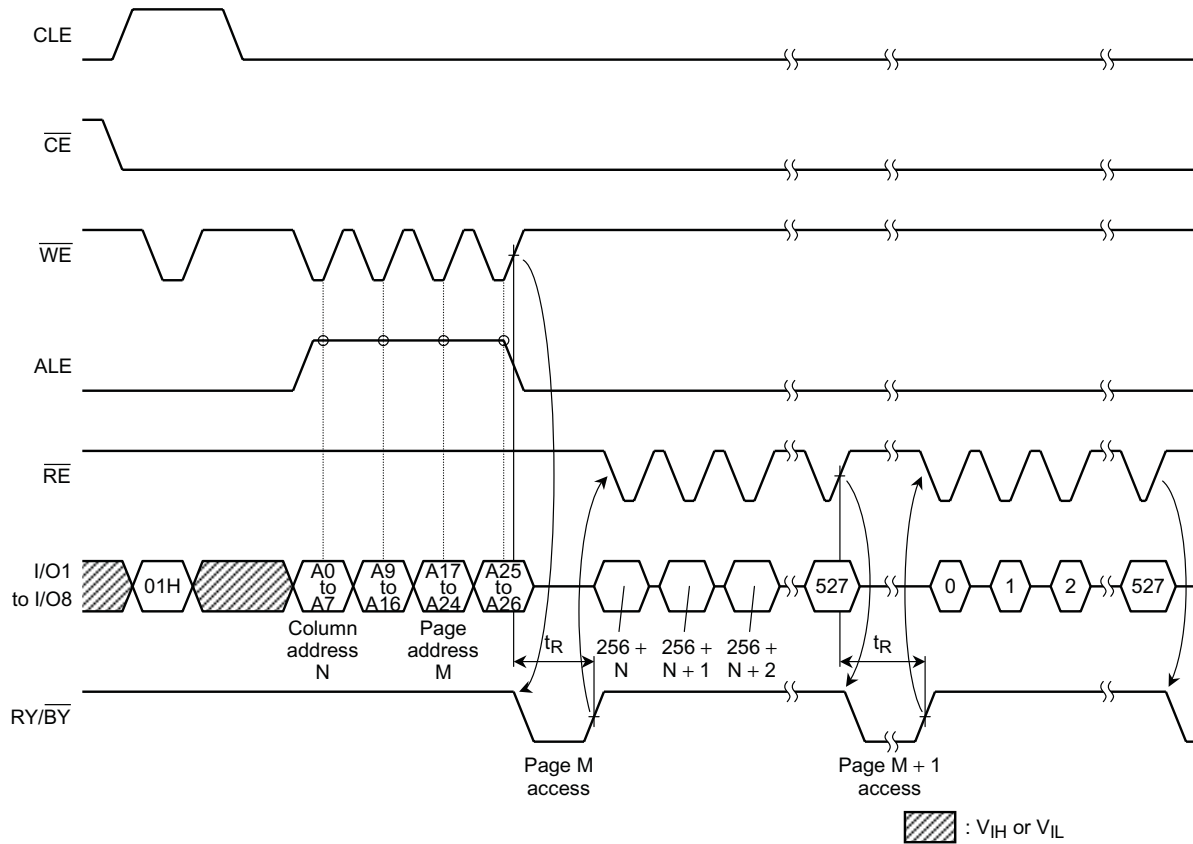 CLE
CE
WE
ALE
RE
I/O1
to I/O8
01H
A0
to
A7
A9
to
A16
A17
to
A24
A25
to
A26
527
0
1
2
527
Column
address
N
Page
address
M
tR
256 +
N
256 +
N + 1
256 +
N + 2
tR
RY/BY
Page M
access
Page M + 1
access
: VIH or VIL